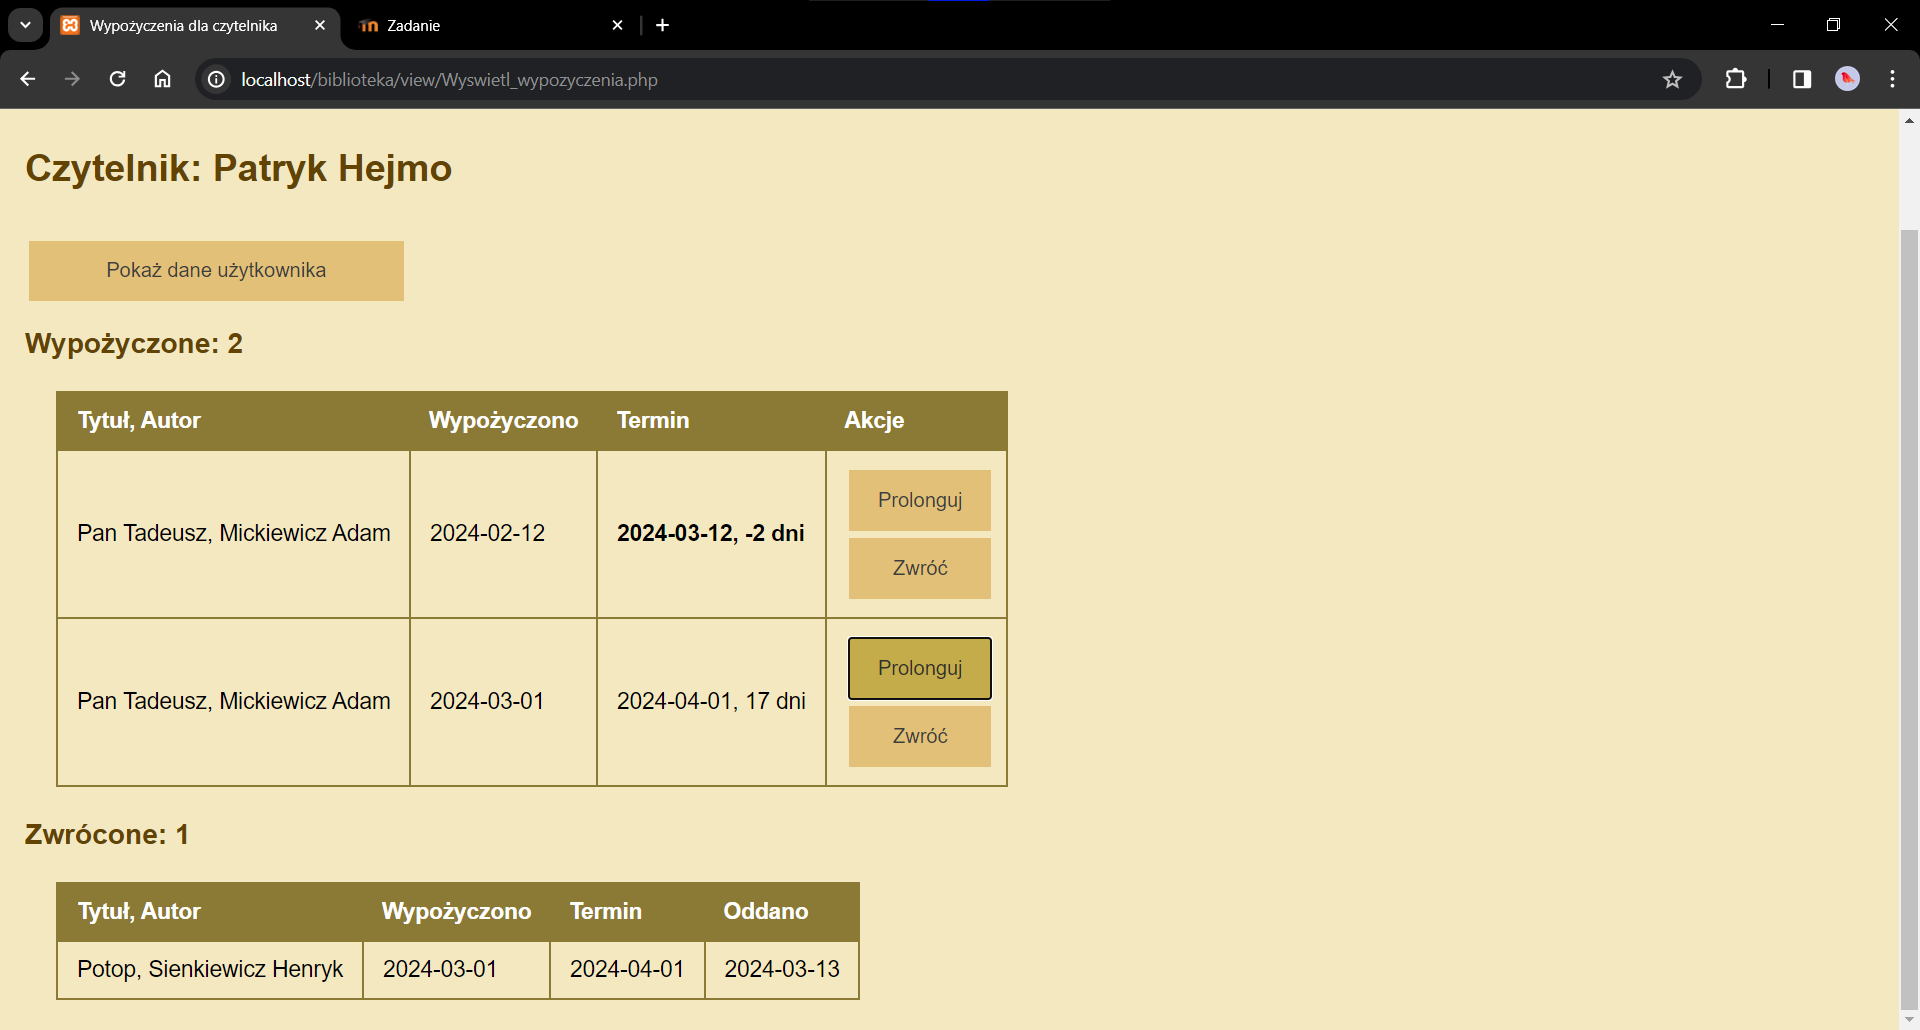 Wypożyczenia dla czytelnika
Zadanie
localhost/biblioteka/view/Wyswietl_wypozyczenia.php
Czytelnik: Patryk Hejmo
Pokaż dane użytkownika
Wypożyczone: 2
Tytuł, Autor Wypożyczono Termin Akcje
Pan Tadeusz, Mickiewicz Adam 2024-02-12 2024-03-12, -2 dni Prolonguj
Zwróć
Pan Tadeusz, Mickiewicz Adam 2024-03-01 2024-04-01, 17 dni Prolonguj
Zwróć
Zwrócone: 1
Tytuł, Autor Wypożyczono Termin Oddano
Potop, Sienkiewicz Henryk 2024-03-01 2024-04-01 2024-03-13